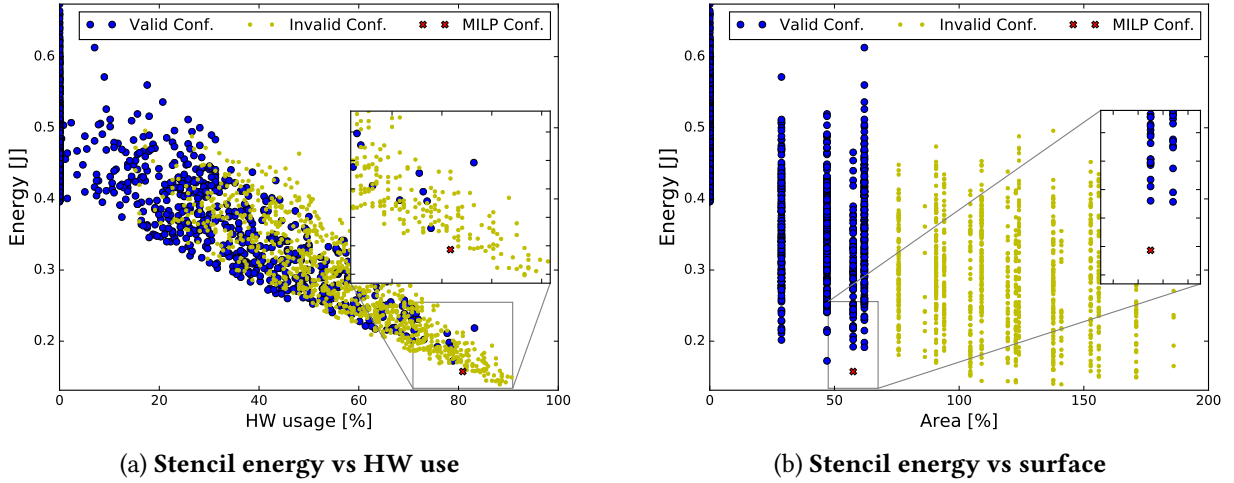 Valid Conf. Invalid Conf. MILP Conf.
0.6
0.5
0.4
0.3
0.2
Energy [J]
0 20 40 60 80 100
HW usage [%]
(a) Stencil energy vs HW use
Valid Conf. Invalid Conf. MILP Conf.
0.6
0.5
0.4
0.3
0.2
Energy [J]
0 50 100 150 200
Area [%]
(b) Stencil energy vs surface